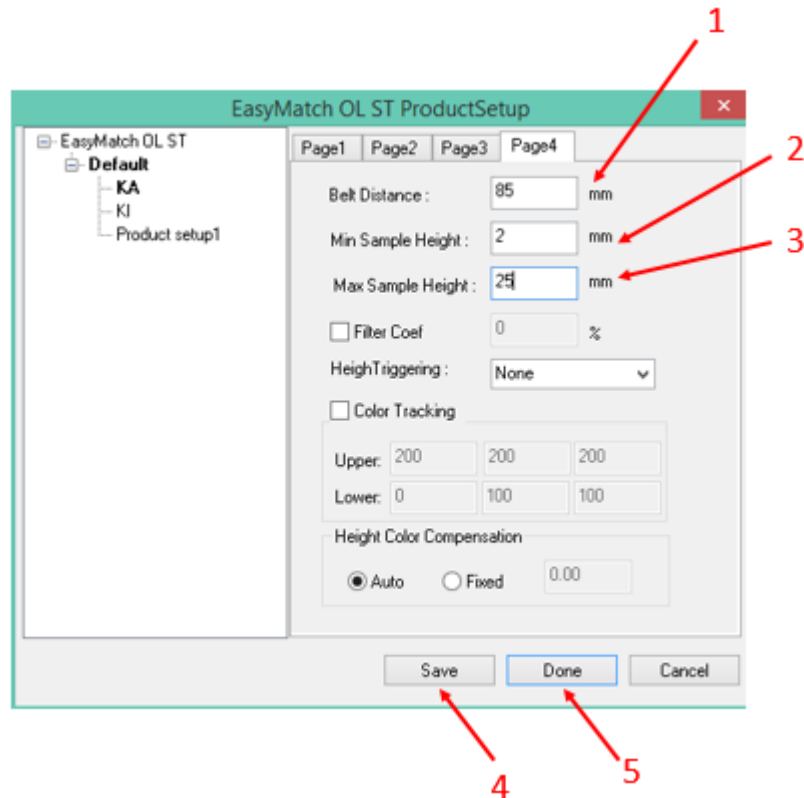 1
EasyMatch OL ST ProductSetup
×
EasyMatch OL ST
Default
KA
KI
Product setup1
Page1 Page2 Page3 Page4
Belt Distance : 85 mm
2
Min Sample Height : 2 mm
3
Max Sample Height : 25 mm
Filter Coef 0 %
HeighTriggering : None
Color Tracking
Upper: 200 200 200
Lower: 0 100 100
Height Color Compensation
Auto Fixed 0.00
Save Done Cancel
4 5